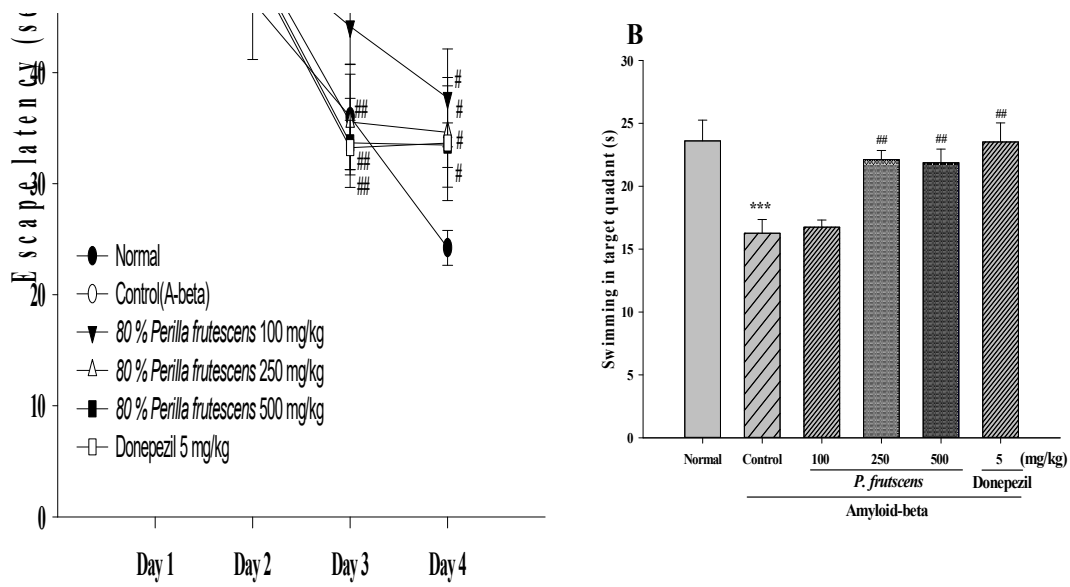 Escape latency (se
40
30
20
10
0
Day 1 Day 2 Day 3 Day 4
##
##
##
#
#
#
#
Normal
Control(A-beta)
80 % Perilla frutescens 100 mg/kg
80 % Perilla frutescens 250 mg/kg
80 % Perilla frutescens 500 mg/kg
Donepezil 5 mg/kg
B
Swimming in target quadant (s)
30
25
20
15
10
5
0
***
##
##
##
Normal Control 100 250 500 5 (mg/kg)
P. frutscens Donepezil
Amyloid-beta